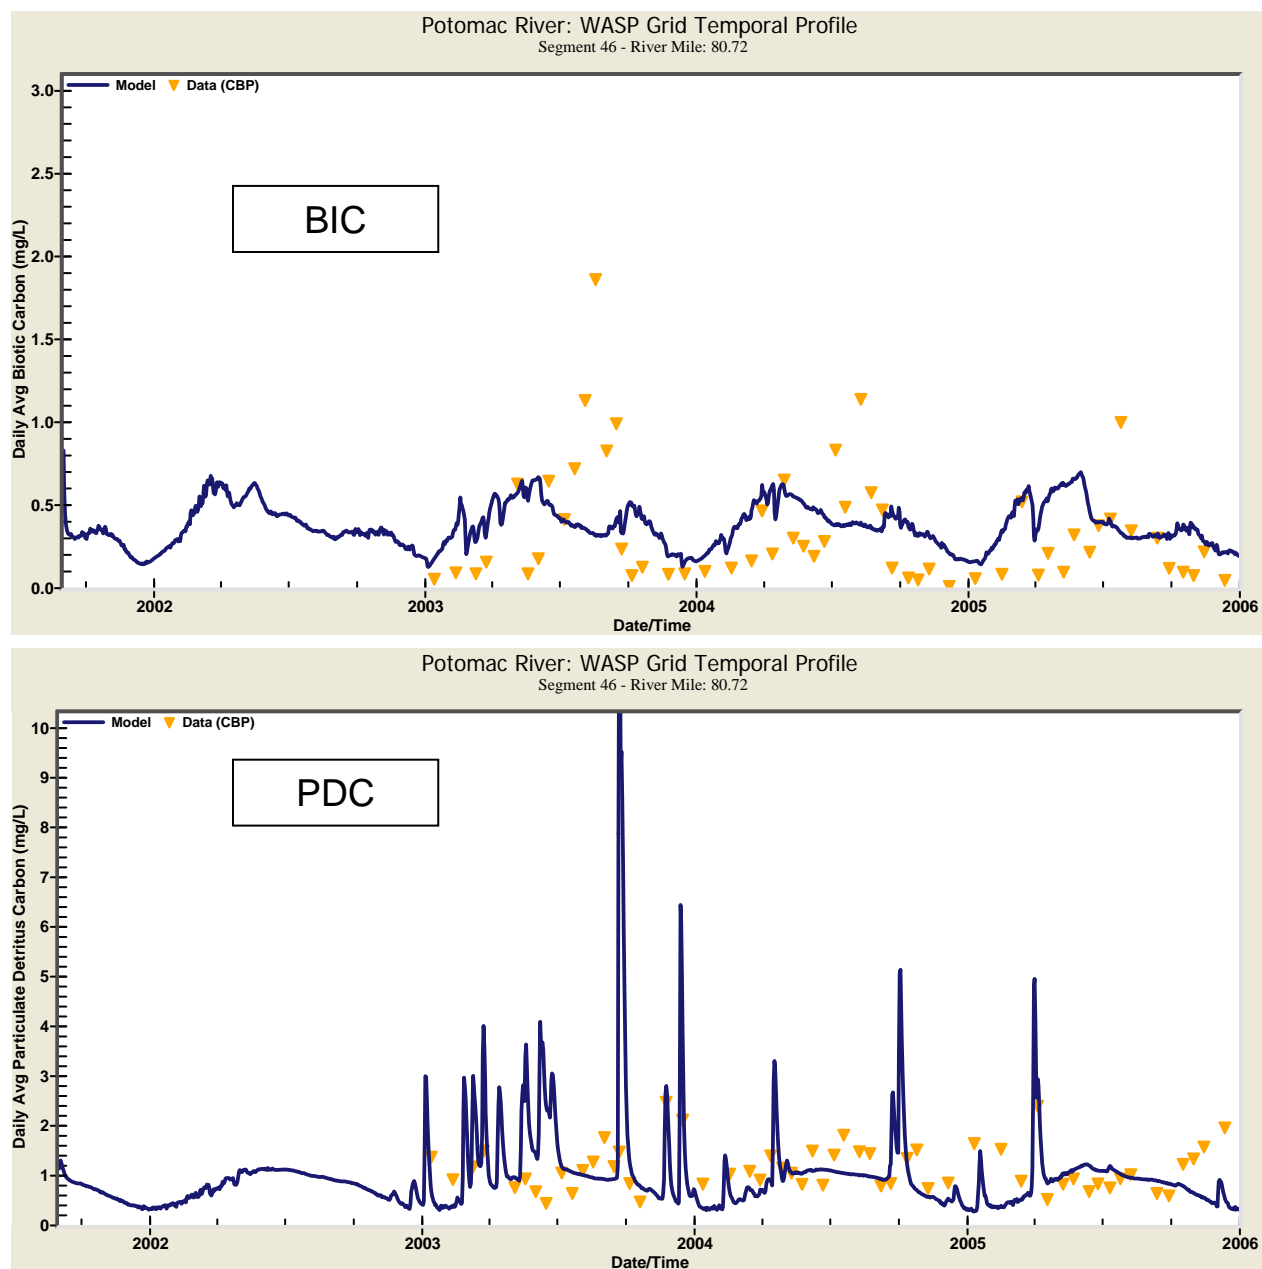 Potomac River: WASP Grid Temporal Profile
Segment 46 - River Mile: 80.72
Model Data (CBP)
BIC
Daily Avg Biotic Carbon (mg/L)
3.0
2.5
2.0
1.5
1.0
0.5
0.0
2002 2003 2004 2005 2006
Date/Time
Potomac River: WASP Grid Temporal Profile
Segment 46 - River Mile: 80.72
Model Data (CBP)
PDC
Daily Avg Particulate Detritus Carbon (mg/L)
10
9
8
7
6
5
4
3
2
1
0
2002 2003 2004 2005 2006
Date/Time